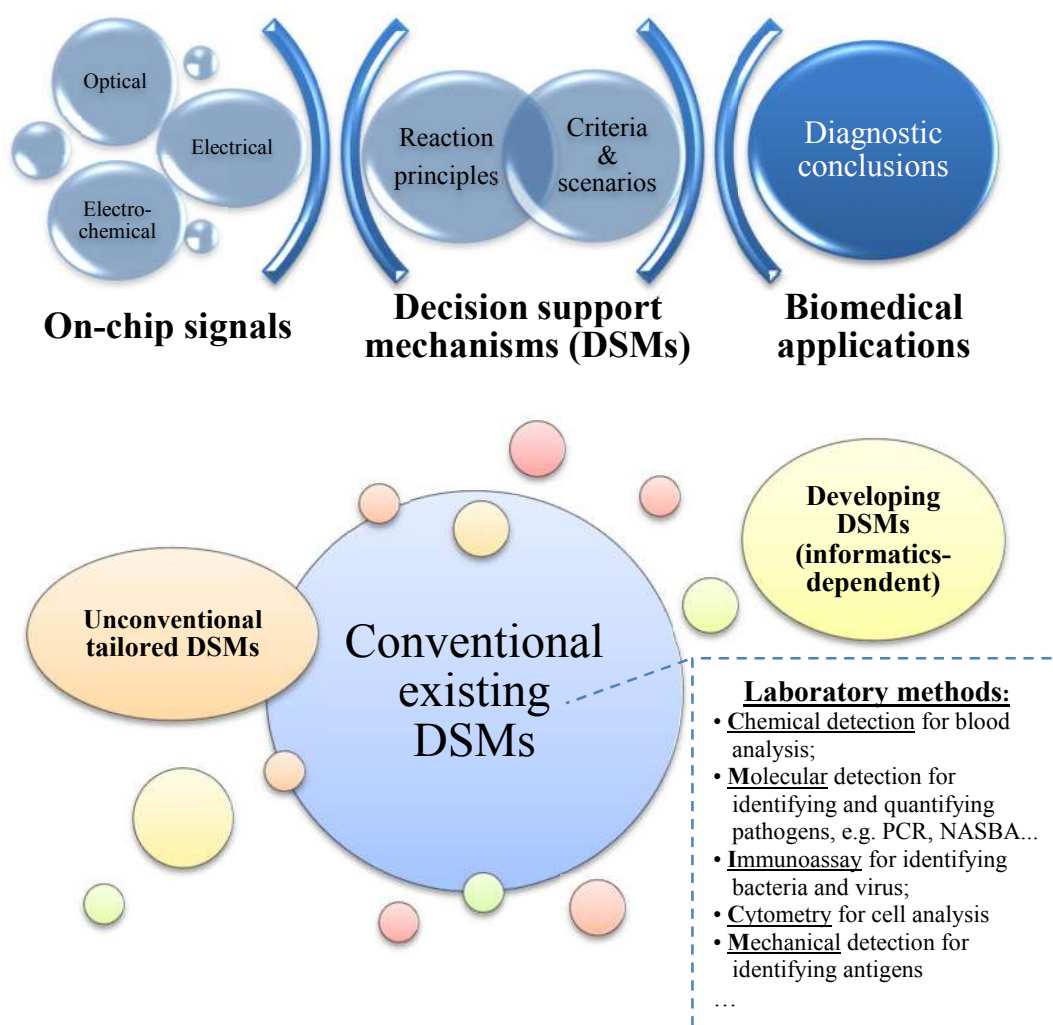 Optical
Electrical
Electro-
chemical
Reaction
principles
Criteria
&
scenarios
Diagnostic
conclusions
On-chip signals
Decision support
mechanisms (DSMs)
Biomedical
applications
Developing
DSMs
(informatics-
dependent)
Unconventional
tailored DSMs
Conventional
existing
DSMs
Laboratory methods:
• Chemical detection for blood
analysis;
• Molecular detection for
identifying and quantifying
pathogens, e.g. PCR, NASBA...
• Immunoassay for identifying
bacteria and virus;
• Cytometry for cell analysis
• Mechanical detection for
identifying antigens
…